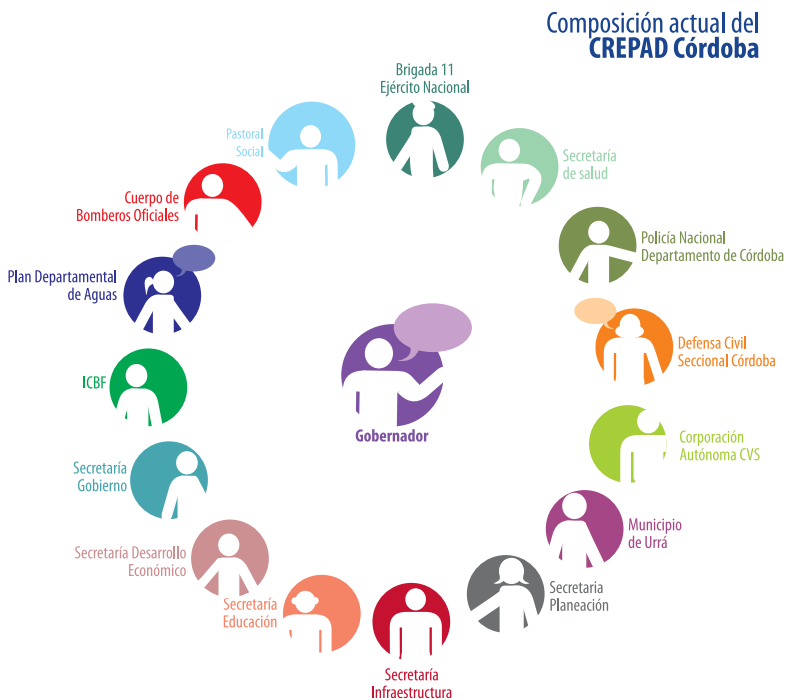 Composición actual del
CREPAD Córdoba
Brigada 11
Ejército Nacional
Secretaría
de salud
Policía Nacional
Departamento de Córdoba
Defensa Civil
Seccional Córdoba
Corporación
Autónoma CVS
Municipio
de Urrá
Secretaria
Planeación
Secretaría
Infraestructura
Secretaría
Educación
Secretaría Desarrollo
Económico
Secretaría
Gobierno
ICBF
Plan Departamental
de Aguas
Cuerpo de
Bomberos Oficiales
Pastoral
Social
Gobernador